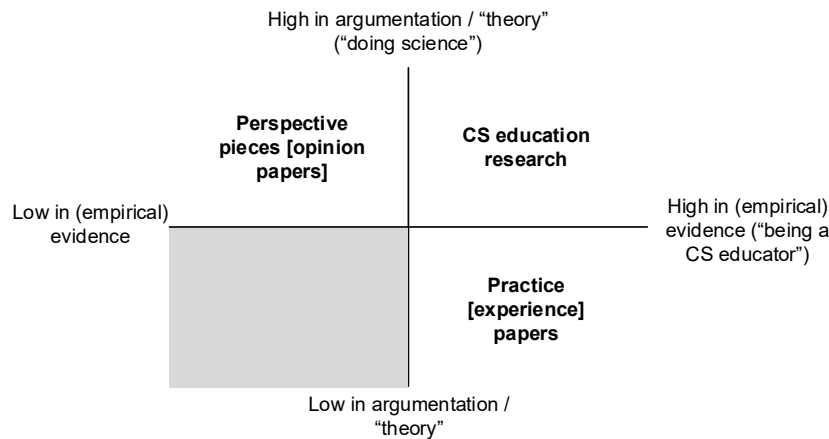 High in argumentation / “theory”
(“doing science”)
Perspective
pieces [opinion
papers]
CS education
research
Low in (empirical)
evidence
High in (empirical)
evidence (“being a
CS educator”)
Practice
[experience]
papers
Low in argumentation /
“theory”